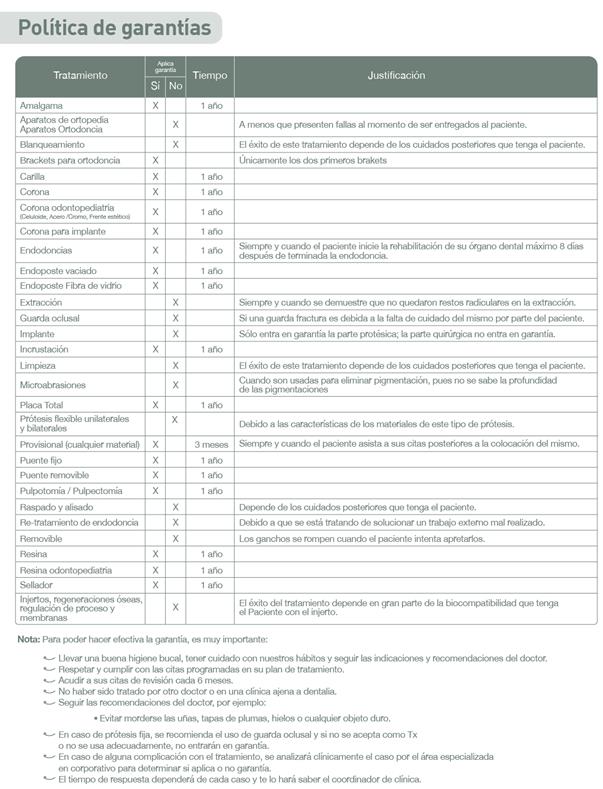 Política de garantías
Tratamiento
Aplica garantía
Sí No
Tiempo
Justificación
Amalgama X 1 año
Aparatos de ortopedia
Aparatos Ortodoncia X A menos que presenten fallas al momento de ser entregados al paciente.
Blanqueamiento X El éxito de este tratamiento depende de los cuidados posteriores que tenga el paciente.
Brackets para ortodoncia X Únicamente los dos primeros brakets
Carilla X 1 año
Corona X 1 año
Corona odontopediatría X 1 año
(Celuloide, Acero /Cromo, Frente estético)
Corona para implante X 1 año
Endodoncias X 1 año Siempre y cuando el paciente inicie la rehabilitación de su órgano dental máximo 8 días
después de terminada la endodoncia.
Endoposte vaciado X 1 año
Endoposte Fibra de vidrio X 1 año
Extracción X Siempre y cuando se demuestre que no quedaron restos radiculares en la extracción.
Guarda oclusal X Si una guarda fractura es debida a la falta de cuidado del mismo por parte del paciente.
Implante X Sólo entra en garantía la parte protésica; la parte quirúrgica no entra en garantía.
Incrustación X 1 año
Limpieza X El éxito de este tratamiento depende de los cuidados posteriores que tenga el paciente.
Microabrasiones X Cuando son usadas para eliminar pigmentación, pues no se sabe la profundidad
de las pigmentaciones
Placa Total X 1 año
Prótesis flexible unilaterales
y bilaterales X Debido a las características de los materiales de este tipo de prótesis.
Provisional (cualquier material) X 3 meses Siempre y cuando el paciente asista a sus citas posteriores a la colocación del mismo.
Puente fijo X 1 año
Puente removible X 1 año
Pulpotomía / Pulpectomía X 1 año
Raspado y alisado X Depende de los cuidados posteriores que tenga el paciente.
Re-tratamiento de endodoncia X Debido a que se está tratando de solucionar un trabajo externo mal realizado.
Removible X Los ganchos se rompen cuando el paciente intenta apretarlos.
Resina X 1 año
Resina odontopediatria X 1 año
Sellador X 1 año
Injertos, regeneraciones óseas,
regulación de proceso y
membranas X El éxito del tratamiento depende en gran parte de la biocompatibilidad que tenga
el Paciente con el injerto.
Nota: Para poder hacer efectiva la garantía, es muy importante:
Llevar una buena higiene bucal, tener cuidado con nuestros hábitos y seguir las indicaciones y recomendaciones del doctor.
Respetar y cumplir con las citas programadas en su plan de tratamiento.
Acudir a sus citas de revisión cada 6 meses.
No haber sido tratado por otro doctor o en una clínica ajena a dentalia.
Seguir las recomendaciones del doctor, por ejemplo:
• Evitar morderse las uñas, tapas de plumas, hielos o cualquier objeto duro.
En caso de prótesis fija, se recomienda el uso de guarda oclusal y si no se acepta como Tx
o no se usa adecuadamente, no entrarán en garantía.
En caso de alguna complicación con el tratamiento, se analizará clínicamente el caso por el área especializada
en corporativo para determinar si aplica o no garantía.
El tiempo de respuesta dependerá de cada caso y te lo hará saber el coordinador de clínica.